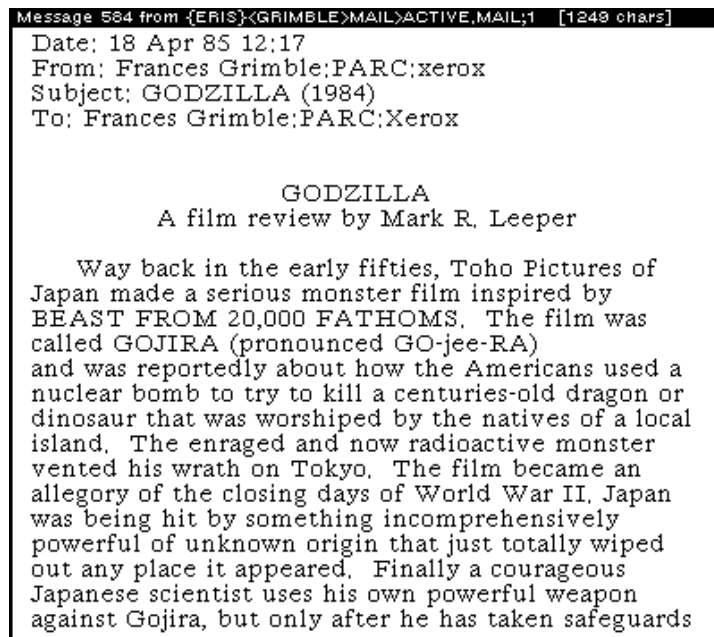 Message 584 from {ERIS}<GRIMBLE>MAIL>ACTIVE.MAIL;1 [1249 chars]
Date: 18 Apr 85 12:17
From: Frances Grimble:PARC:xerox
Subject: GODZILLA (1984)
To: Frances Grimble:PARC:Xerox
GODZILLA
A film review by Mark R. Leeper
Way back in the early fifties, Toho Pictures of
Japan made a serious monster film inspired by
BEAST FROM 20,000 FATHOMS. The film was
called GOJIRA (pronounced GO-jee-RA)
and was reportedly about how the Americans used a
nuclear bomb to try to kill a centuries-old dragon or
dinosaur that was worshiped by the natives of a local
island. The enraged and now radioactive monster
vented his wrath on Tokyo. The film became an
allegory of the closing days of World War II. Japan
was being hit by something incomprehensively
powerful of unknown origin that just totally wiped
out any place it appeared. Finally a courageous
Japanese scientist uses his own powerful weapon
against Gojira, but only after he has taken safeguards